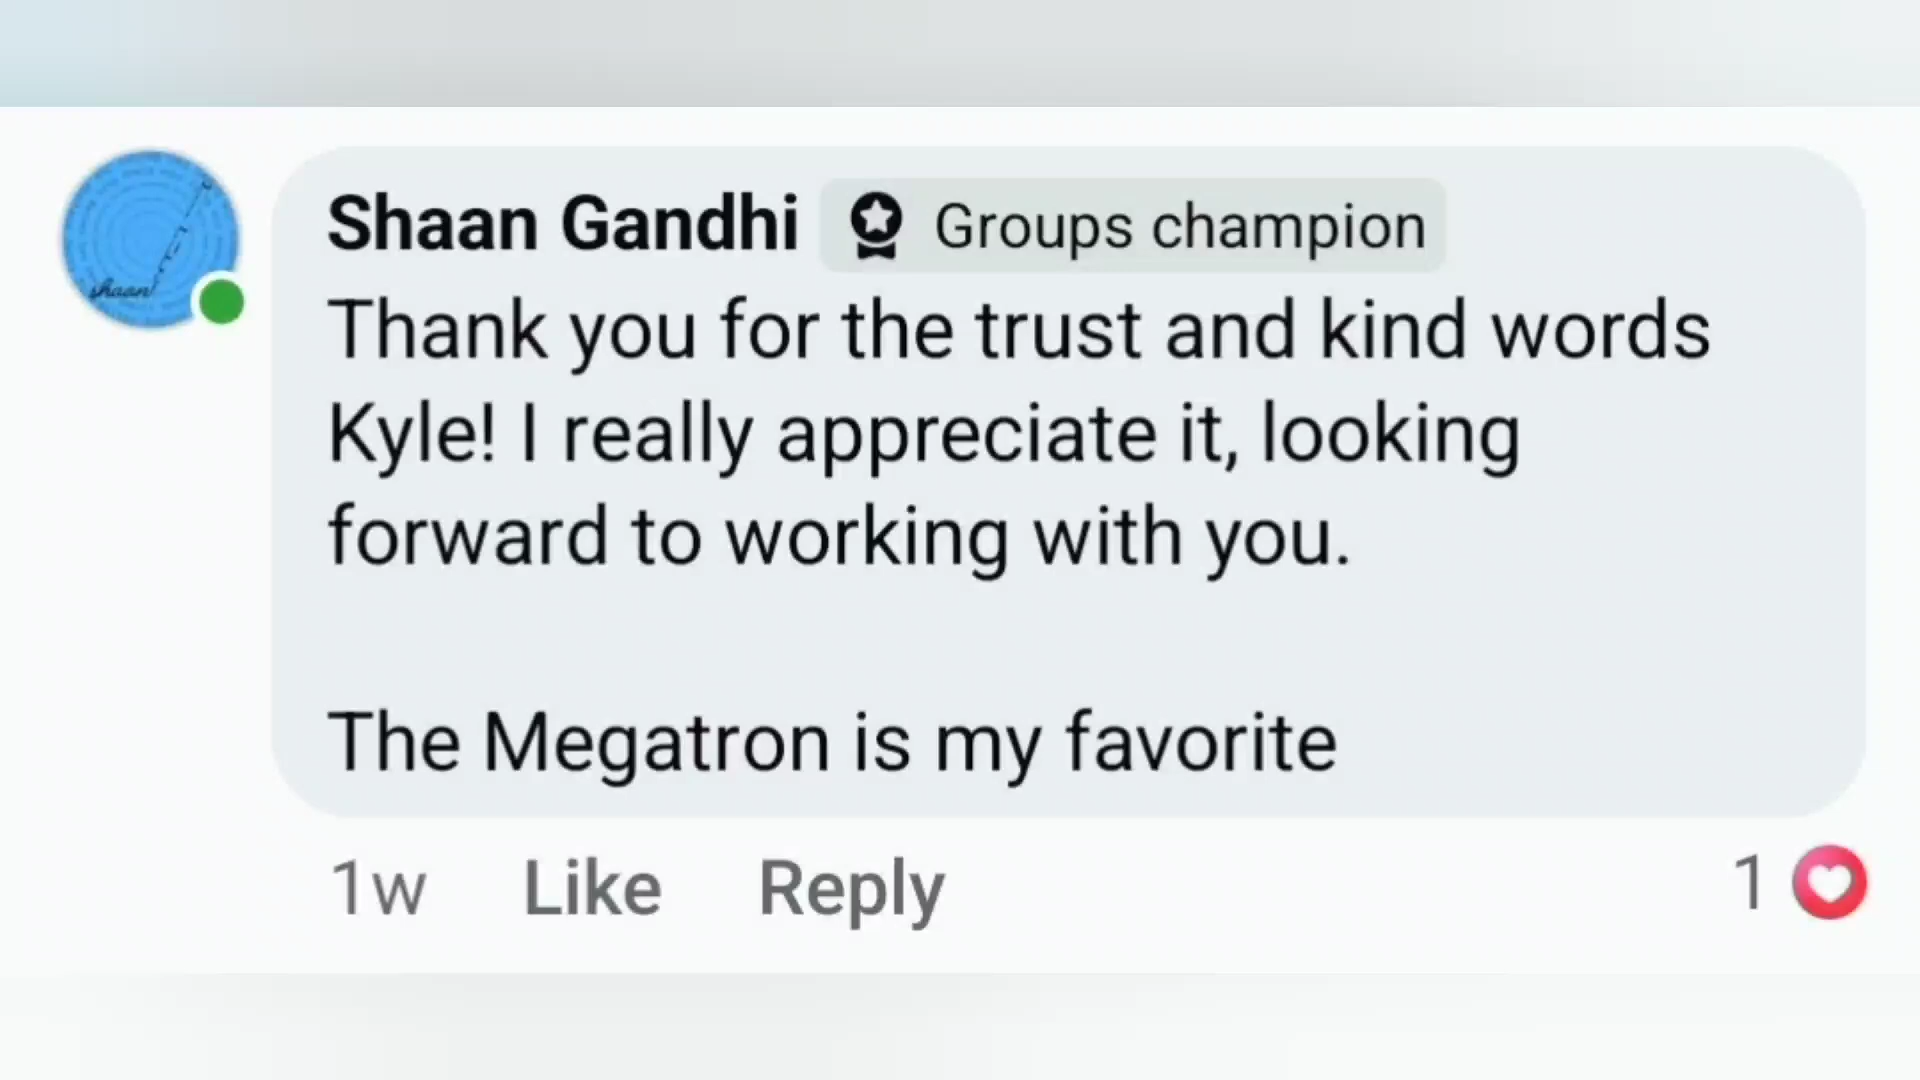 shaan!
Shaan Gandhi Groups champion
Thank you for the trust and kind words
Kyle! I really appreciate it, looking
forward to working with you.
The Megatron is my favorite
1w Like Reply 1